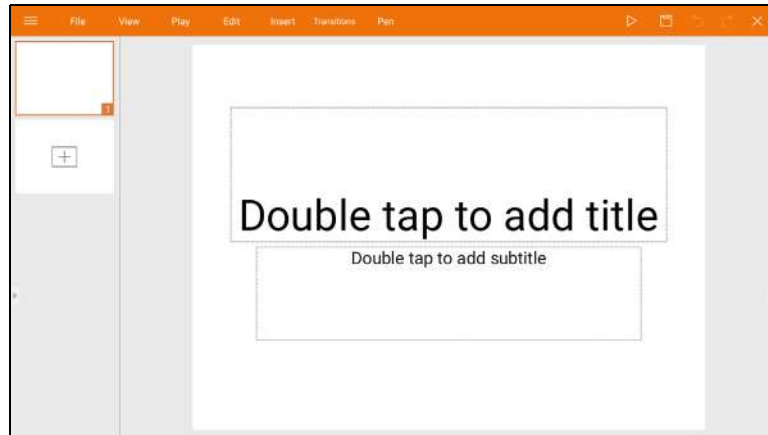 File View Play Edit Insert Transitions Pen
1
Double tap to add title
Double tap to add subtitle